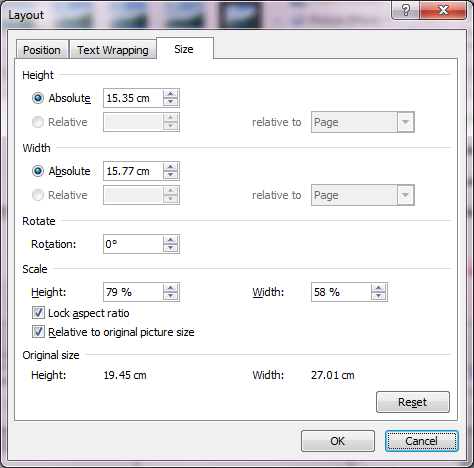 Layout
Position Text Wrapping Size
Height
Absolute 15.35 cm
Relative relative to Page
Width
Absolute 15.77 cm
Relative relative to Page
Rotate
Rotation: 0°
Scale
Height: 79 % Width: 58 %
Lock aspect ratio
Relative to original picture size
Original size
Height: 19.45 cm Width: 27.01 cm
Reset
OK Cancel